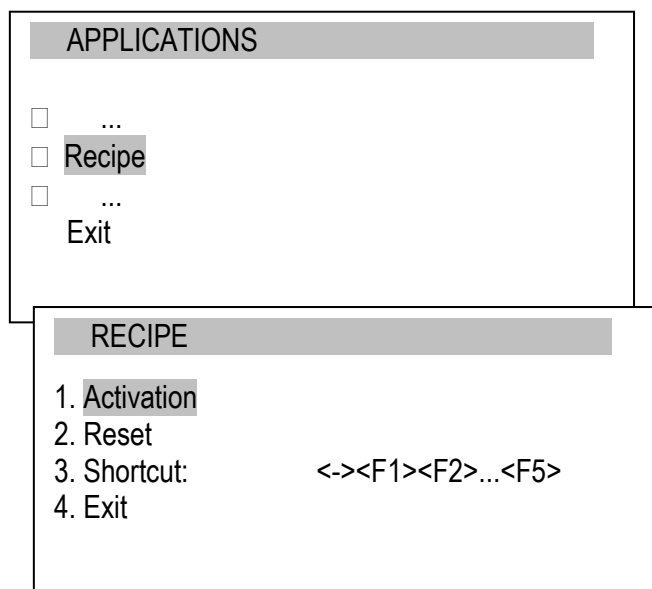 APPLICATIONS
...
Recipe
...
Exit
RECIPE
1. Activation
2. Reset
3. Shortcut: <-><F1><F2>...<F5>
4. Exit